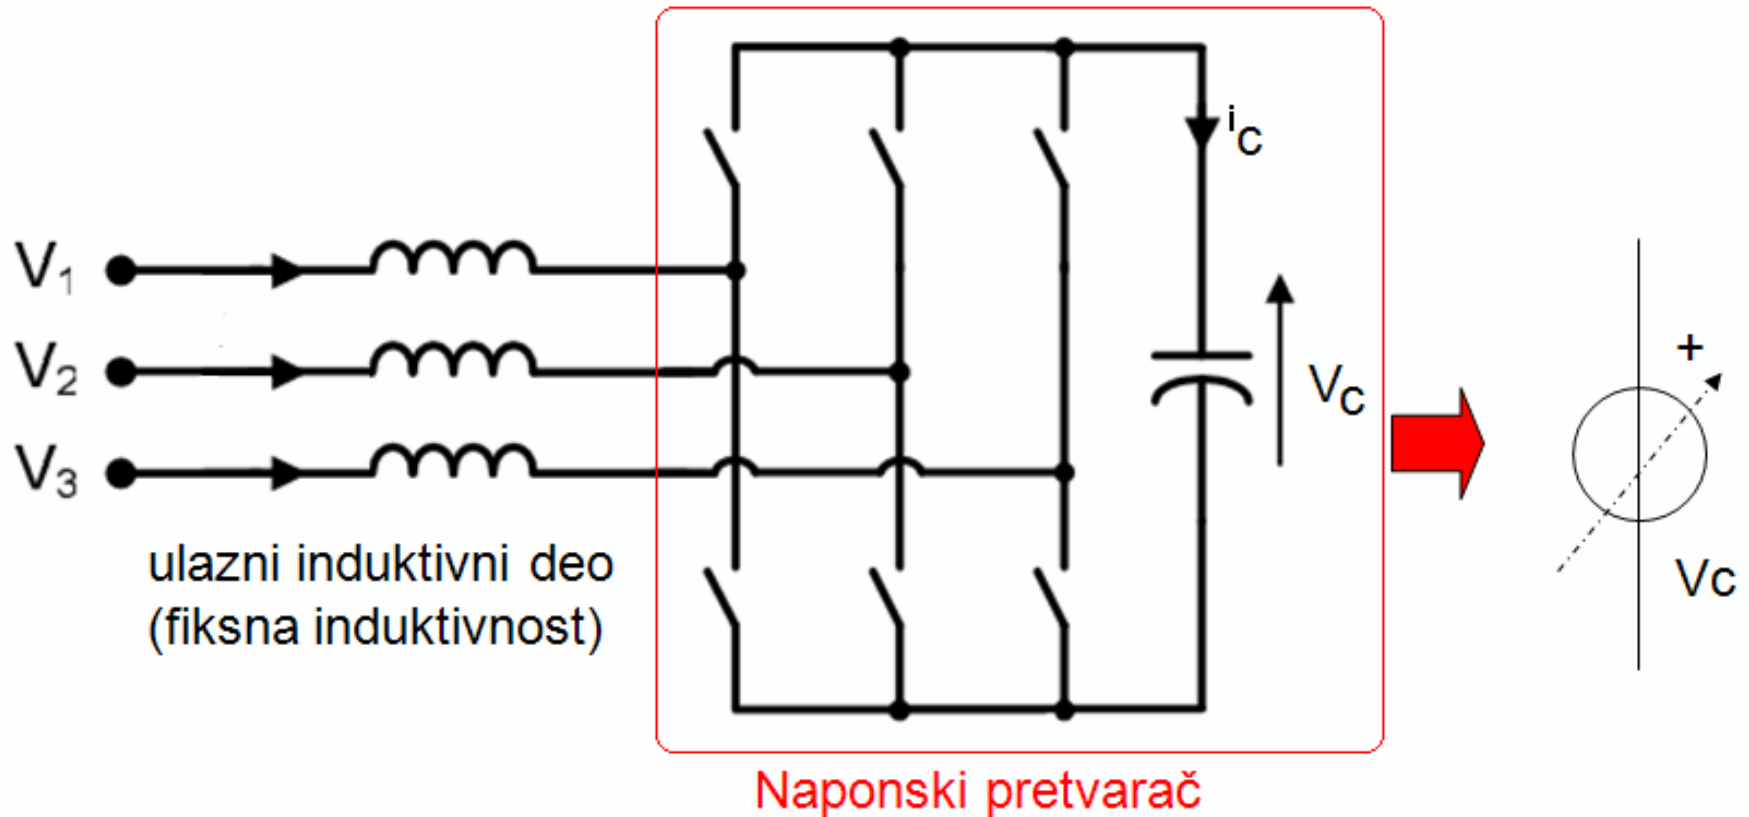 V1
V2
V3
iC
VC
+
Vc
ulazni induktivni deo
(fiksna induktivnost)
Naponski pretvarač